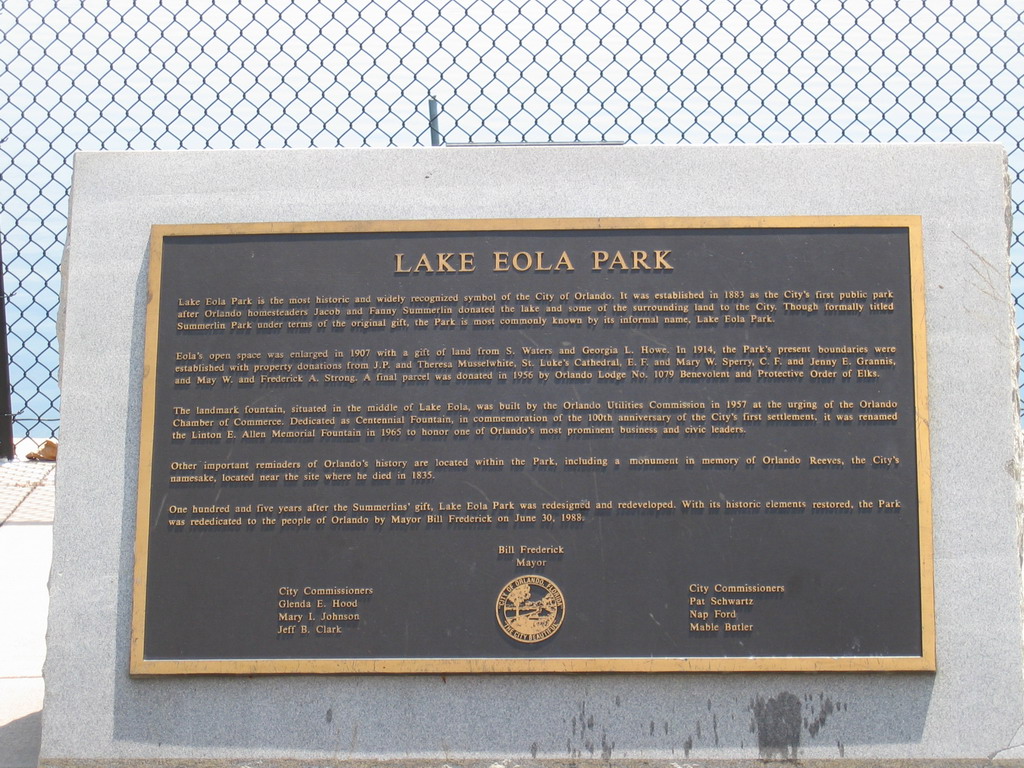 LAKE EOLA PARK
Lake Eola Park is the most historic and widely recognized symbol of the City of Orlando. It was established in 1883 as the City's first public park
after Orlando homesteaders Jacob and Fanny Summerlin donated the lake and some of the surrounding land to the City. Though formally titled
Summerlin Park under terms of the original gift, the Park is most commonly known by its informal name, Lake Eola Park.
Eola's open space was enlarged in 1907 with a gift of land from S. Waters and Georgia L. Howe. In 1914, the Park's present boundaries were
established with property donations from J.P. and Theresa Musselwhite, St. Luke's Cathedral, E. F. and Mary W. Sperry, C. F. and Jenny E. Grannis,
and May W. and Frederick A. Strong. A final parcel was donated in 1956 by Orlando Lodge No. 1079 Benevolent and Protective Order of Elks.
The landmark fountain, situated in the middle of Lake Eola, was built by the Orlando Utilities Commission in 1957 at the urging of the Orlando
Chamber of Commerce. Dedicated as Centennial Fountain, in commemoration of the 100th anniversary of the City's first settlement, it was renamed
the Linton E. Allen Memorial Fountain in 1965 to honor one of Orlando's most prominent business and civic leaders.
Other important reminders of Orlando's history are located within the Park, including a monument in memory of Orlando Reeves, the City's
namesake, located near the site where he died in 1835.
One hundred and five years after the Summerlins' gift, Lake Eola Park was redesigned and redeveloped. With its historic elements restored, the Park
was rededicated to the people of Orlando by Mayor Bill Frederick on June 30, 1988.
Bill Frederick
Mayor
City Commissioners
Glenda E. Hood
Mary I. Johnson
Jeff B. Clark
CITY OF ORLANDO, FLORIDA
THE CITY BEAUTIFUL
City Commissioners
Pat Schwartz
Nap Ford
Mable Butler